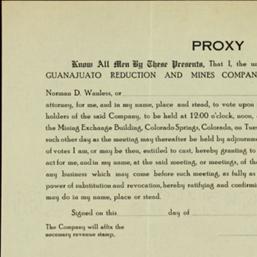 PROXY
Know All Men By These Presents, That I, the u
GUANAJUATO REDUCTION AND MINES COMPAN
Norman D. Wanless, or
attorney, for me, and in my name, place and stead, to vote upon
holders of the said Company, to be held at 12:00 o'clock, noon,
the Mining Exchange Building, Colorado Springs, Colorado, on Tues
such other day as the meeting may thereafter be held by adjournm
of votes I am, or may be then, entitled to cast, hereby granting to
act for me, and in my name, at the said meeting, or meetings, of th
any business which may come before such meeting, as fully as
power of substitution and revocation, hereby ratifying and confirmi
may do in my name, place or stead.
Signed on this day of
The Company will affix the
necessary revenue stamp.